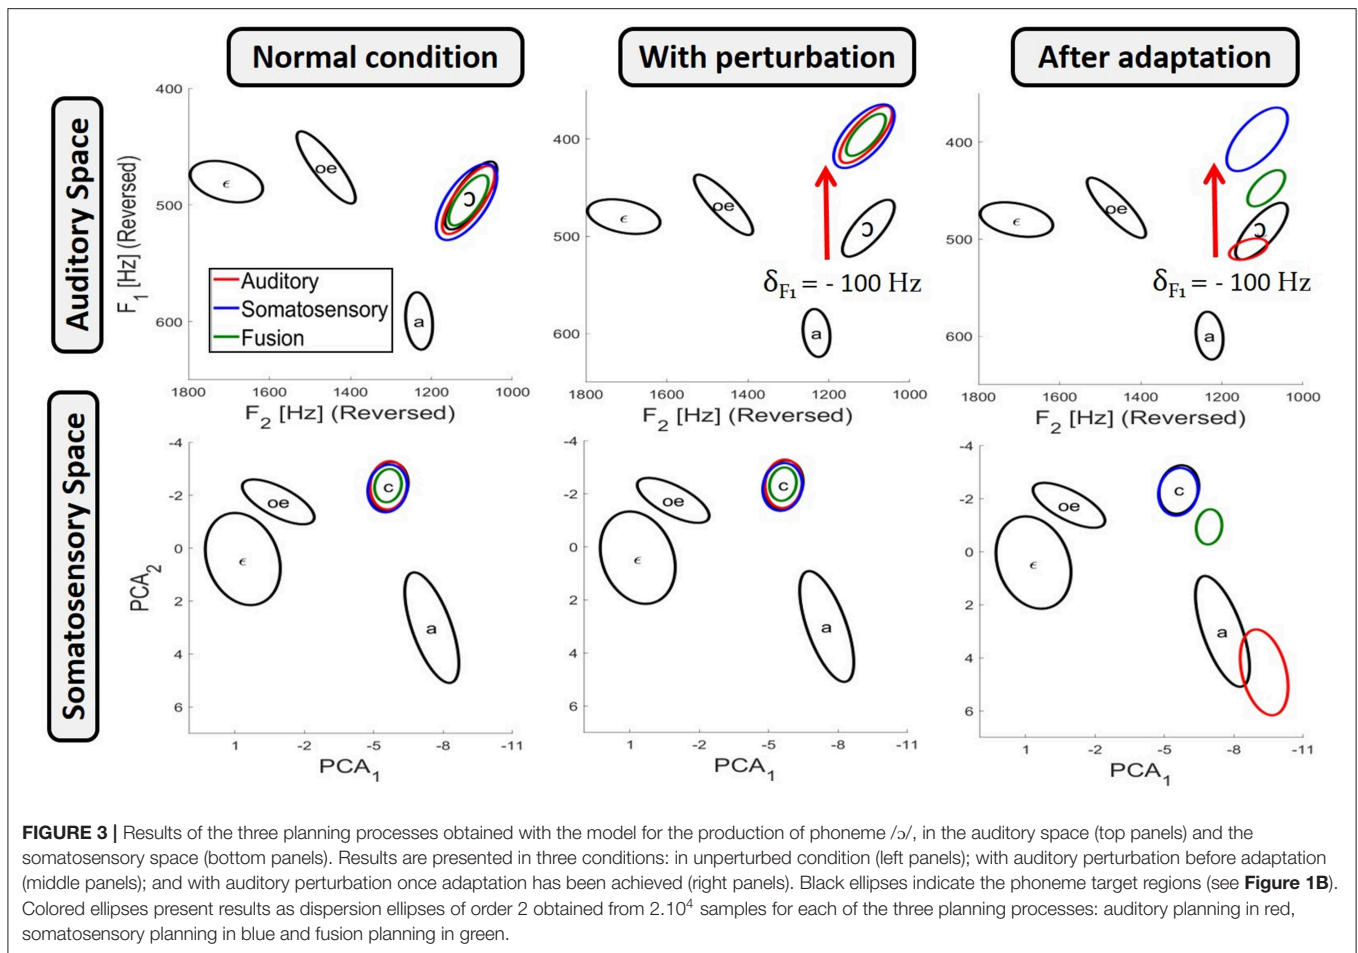 Normal condition
With perturbation
After adaptation
Auditory Space
F₁ [Hz] (Reversed)
400
500
600
ϵ
oe
ɔ
a
Auditory
Somatosensory
Fusion
1800 1600 1400 1200 1000
F₂ [Hz] (Reversed)
400
500
600
ϵ
oe
ɔ
a
δF₁ = - 100 Hz
1800 1600 1400 1200 1000
F₂ [Hz] (Reversed)
400
500
600
ϵ
oe
ɔ
a
δF₁ = - 100 Hz
1800 1600 1400 1200 1000
F₂ [Hz] (Reversed)
Somatosensory Space
PCA₂
-4
-2
0
2
4
6
oe
c
ϵ
a
1 -2 -5 -8 -11
PCA₁
-4
-2
0
2
4
6
oe
c
ϵ
a
1 -2 -5 -8 -11
PCA₁
-4
-2
0
2
4
6
oe
c
ϵ
a
1 -2 -5 -8 -11
PCA₁
FIGURE 3 | Results of the three planning processes obtained with the model for the production of phoneme /ɔ/, in the auditory space (top panels) and the
somatosensory space (bottom panels). Results are presented in three conditions: in unperturbed condition (left panels); with auditory perturbation before adaptation
(middle panels); and with auditory perturbation once adaptation has been achieved (right panels). Black ellipses indicate the phoneme target regions (see Figure 1B).
Colored ellipses present results as dispersion ellipses of order 2 obtained from 2.10⁴ samples for each of the three planning processes: auditory planning in red,
somatosensory planning in blue and fusion planning in green.